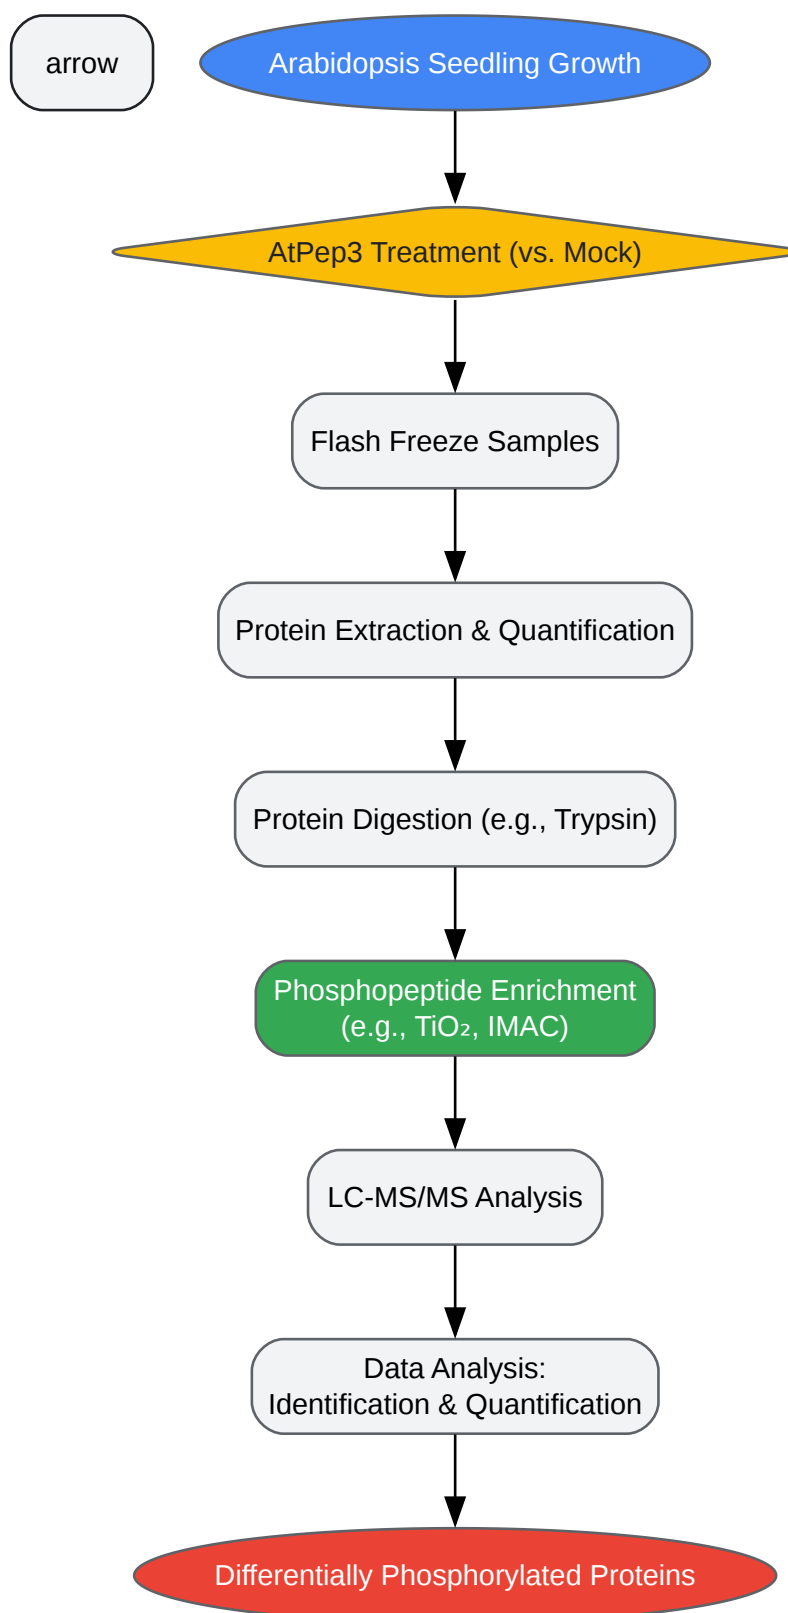 arrow
Arabidopsis Seedling Growth
AtPep3 Treatment (vs. Mock)
Flash Freeze Samples
Protein Extraction & Quantification
Protein Digestion (e.g., Trypsin)
Phosphopeptide Enrichment
(e.g., TiO₂, IMAC)
LC-MS/MS Analysis
Data Analysis:
Identification & Quantification
Differentially Phosphorylated Proteins